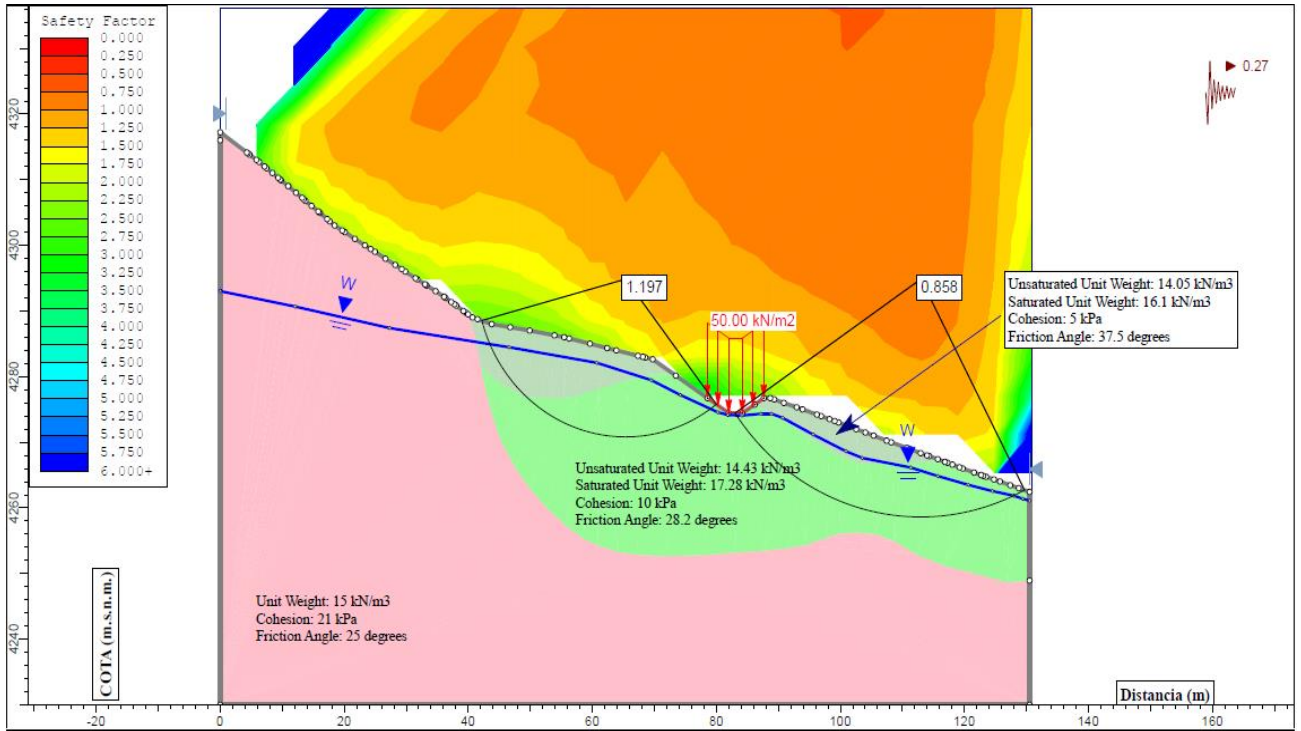 Safety Factor
0.000
0.250
0.500
0.750
1.000
1.250
1.500
1.750
2.000
2.250
2.500
2.750
3.000
3.250
3.500
3.750
4.000
4.250
4.500
4.750
5.000
5.250
5.500
5.750
6.000+
0.27
4320
4300
4280
4260
4240
W
1.197
0.858
50.00 kN/m2
Unsaturated Unit Weight: 14.05 kN/m3
Saturated Unit Weight: 16.1 kN/m3
Cohesion: 5 kPa
Friction Angle: 37.5 degrees
W
Unsaturated Unit Weight: 14.43 kN/m3
Saturated Unit Weight: 17.28 kN/m3
Cohesion: 10 kPa
Friction Angle: 28.2 degrees
Unit Weight: 15 kN/m3
Cohesion: 21 kPa
Friction Angle: 25 degrees
COTA (m.s.n.m.)
Distancia (m)
-20
0
20
40
60
80
100
120
140
160